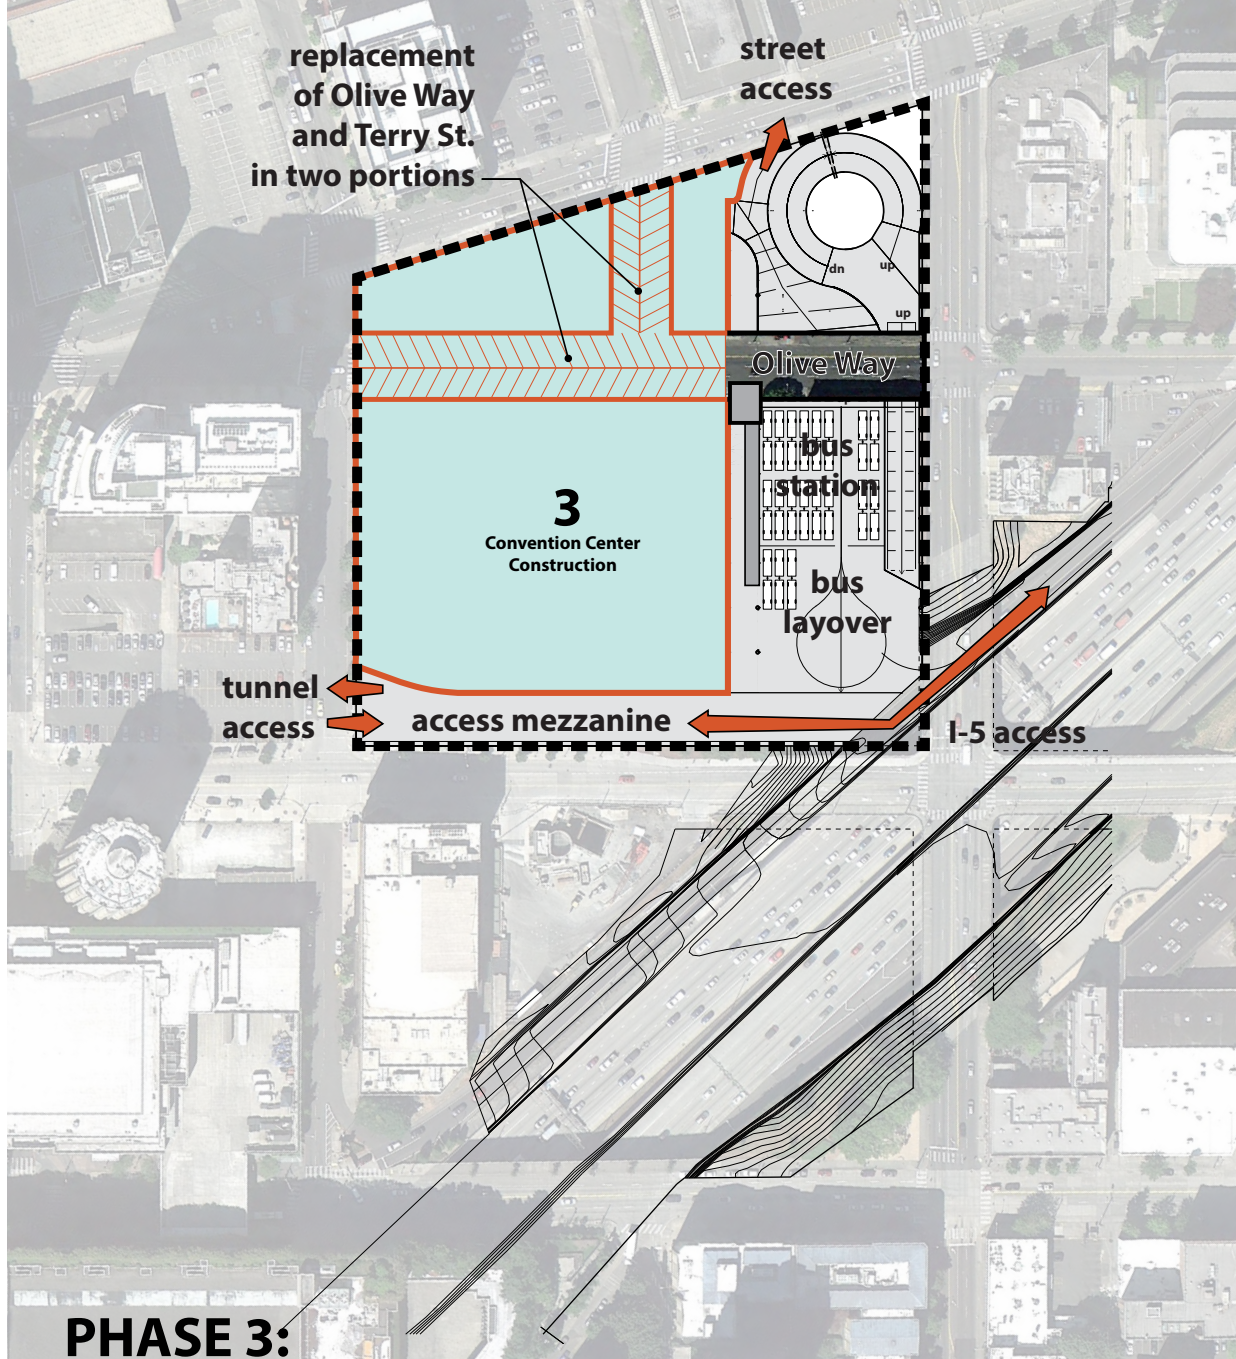 replacement
of Olive Way
and Terry St.
in two portions
street
access
dn
up
up
Olive Way
bus
station
3
Convention Center
Construction
bus
layover
tunnel
access
access mezzanine
I-5 access
PHASE 3: